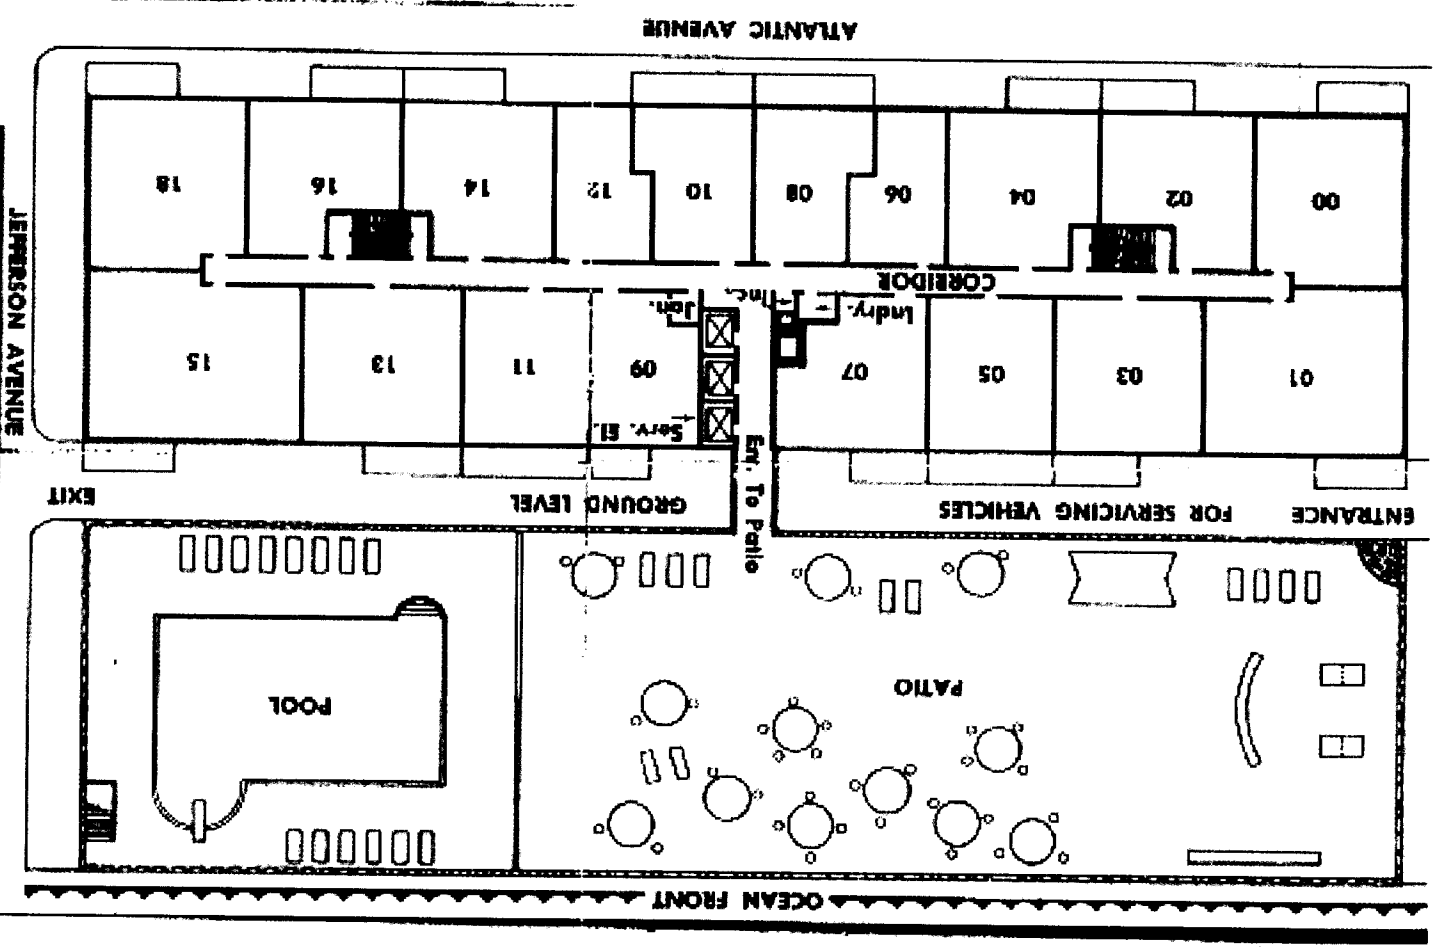 OCEAN FRONT
PATIO
POOL
ENTRANCE
FOR SERVICING VEHICLES
Ent. To Patio
GROUND LEVEL
EXIT
Serv. El.
01
03
05
07
09
11
13
15
lndry.
Inc.
Jan.
CORRIDOR
00
02
04
06
08
10
12
14
16
18
JEFFERSON AVENUE
ATLANTIC AVENUE